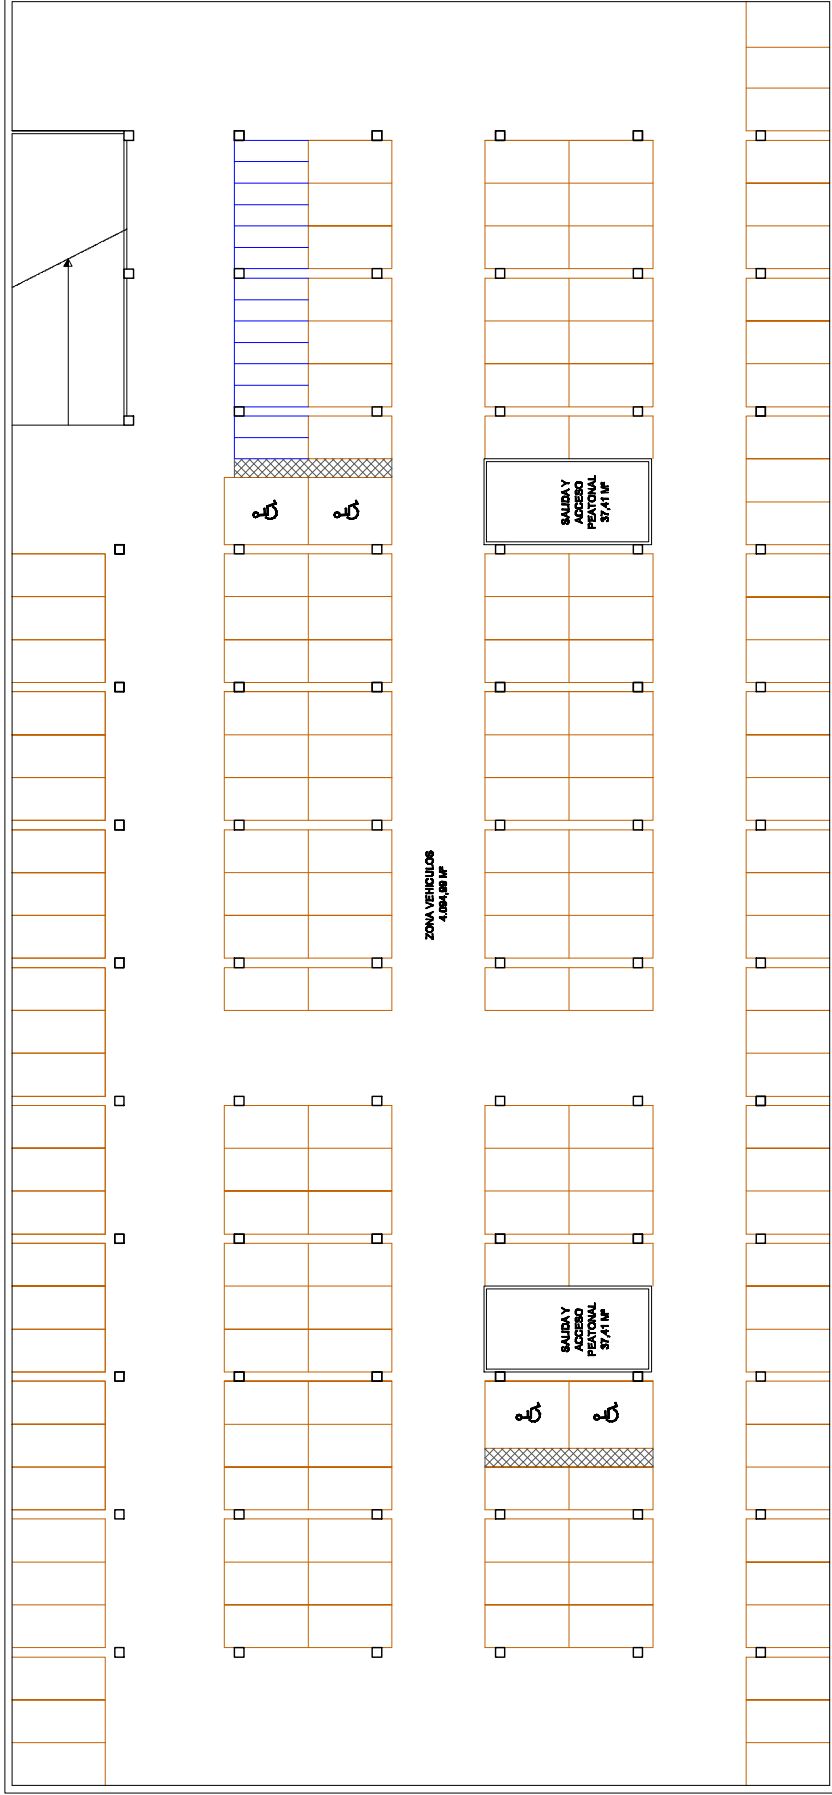 SALIDA Y
ACCESO
PEATONAL
37,41 M²
ZONA VEHICULOS
4.094,99 M²
SALIDA Y
ACCESO
PEATONAL
37,41 M²